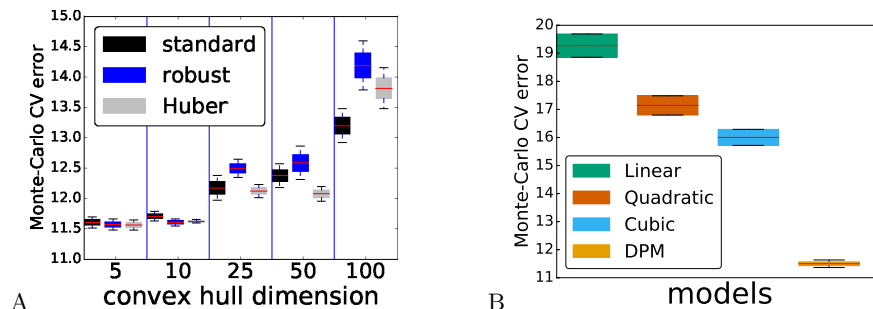 15.0
14.5
14.0
13.5
13.0
12.5
12.0
11.5
11.0
Monte-Carlo CV error
standard
robust
Huber
5 10 25 50 100
convex hull dimension
A
20
19
18
17
16
15
14
13
12
11
Monte-Carlo CV error
Linear
Quadratic
Cubic
DPM
models
B